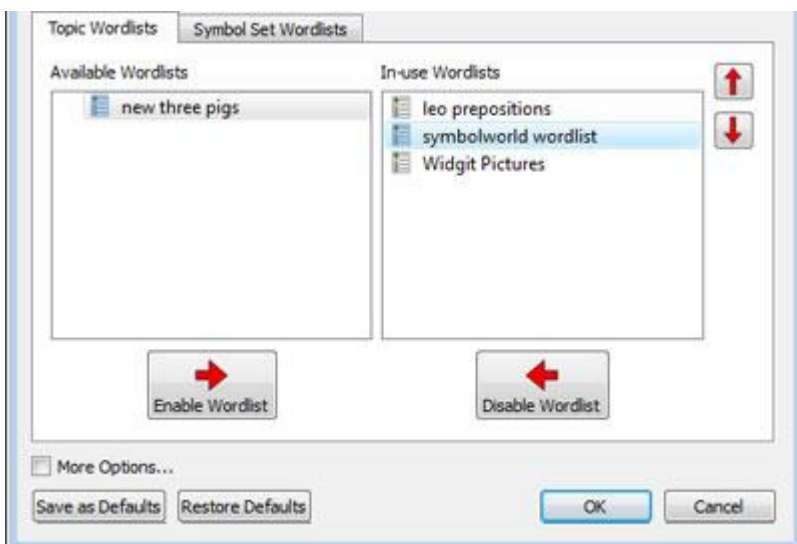 Topic Wordlists
Symbol Set Wordlists
Available Wordlists
In-use Wordlists
new three pigs
leo prepositions
symbolworld wordlist
Widgit Pictures
Enable Wordlist
Disable Wordlist
More Options...
Save as Defaults
Restore Defaults
OK
Cancel